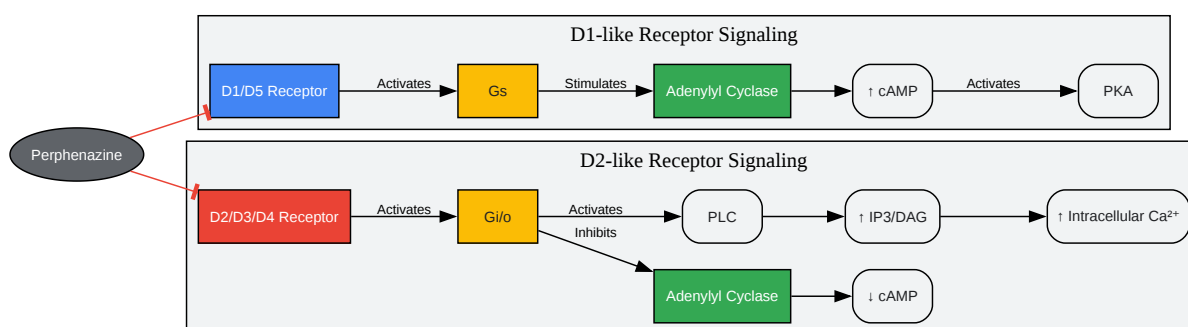 D1-like Receptor Signaling
D1/D5 Receptor
Activates
Gs
Stimulates
Adenylyl Cyclase
↑ cAMP
Activates
PKA
Perphenazine
D2-like Receptor Signaling
D2/D3/D4 Receptor
Activates
Gi/o
Activates
PLC
↑ IP3/DAG
↑ Intracellular Ca²⁺
Inhibits
Adenylyl Cyclase
↓ cAMP